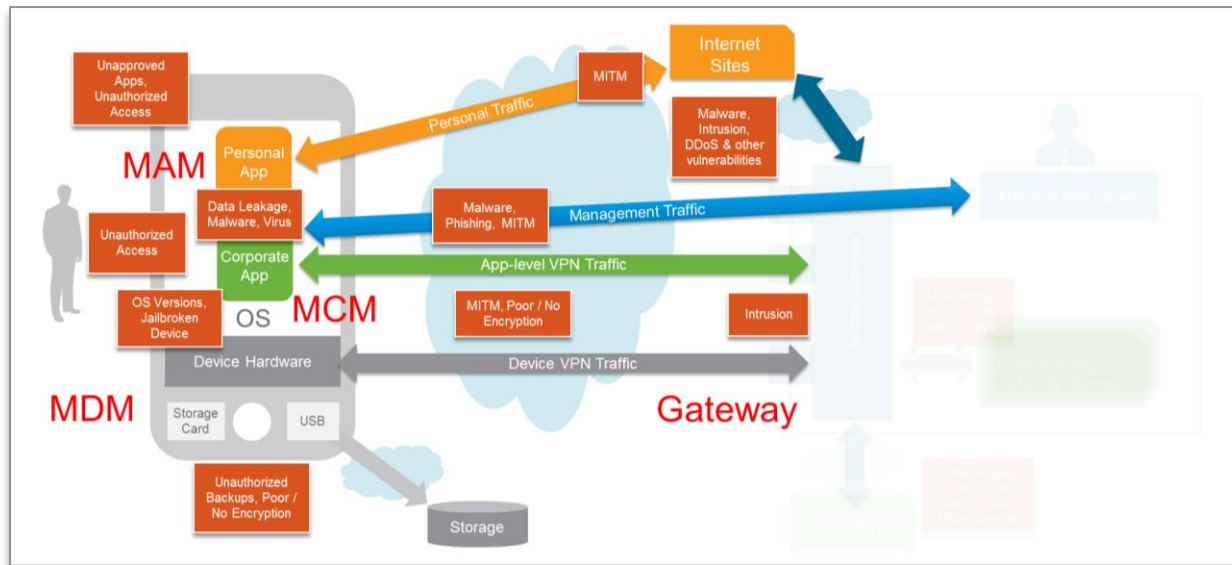 Unapproved
Apps,
Unauthorized
Access
MITM
Internet
Sites
Personal Traffic
Malware,
Intrusion,
DDoS & other
vulnerabilities
MAM
Personal
App
Data Leakage,
Malware, Virus
Malware,
Phishing, MITM
Management Traffic
Management Server
Unauthorized
Access
Corporate
App
App-level VPN Traffic
Gateway
OS Versions,
Jailbroken
Device
OS
MCM
MITM, Poor / No
Encryption
Intrusion
Device Hardware
Device VPN Traffic
MDM
Storage
Card
USB
Gateway
Unauthorized
Backups, Poor /
No Encryption
Storage